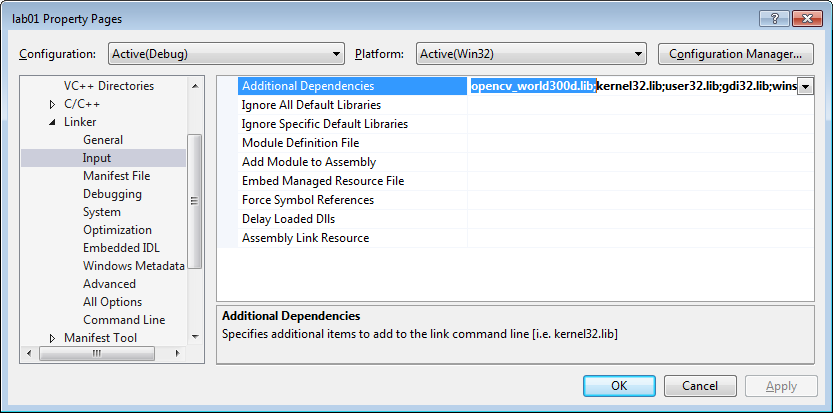 lab01 Property Pages
Configuration: Active(Debug) Platform: Active(Win32) Configuration Manager...
VC++ Directories
C/C++
Linker
General
Input
Manifest File
Debugging
System
Optimization
Embedded IDL
Windows Metadata
Advanced
All Options
Command Line
Manifest Tool
Additional Dependencies opencv_world300d.lib;kernel32.lib;user32.lib;gdi32.lib;wins
Ignore All Default Libraries
Ignore Specific Default Libraries
Module Definition File
Add Module to Assembly
Embed Managed Resource File
Force Symbol References
Delay Loaded Dlls
Assembly Link Resource
Additional Dependencies
Specifies additional items to add to the link command line [i.e. kernel32.lib]
OK Cancel Apply